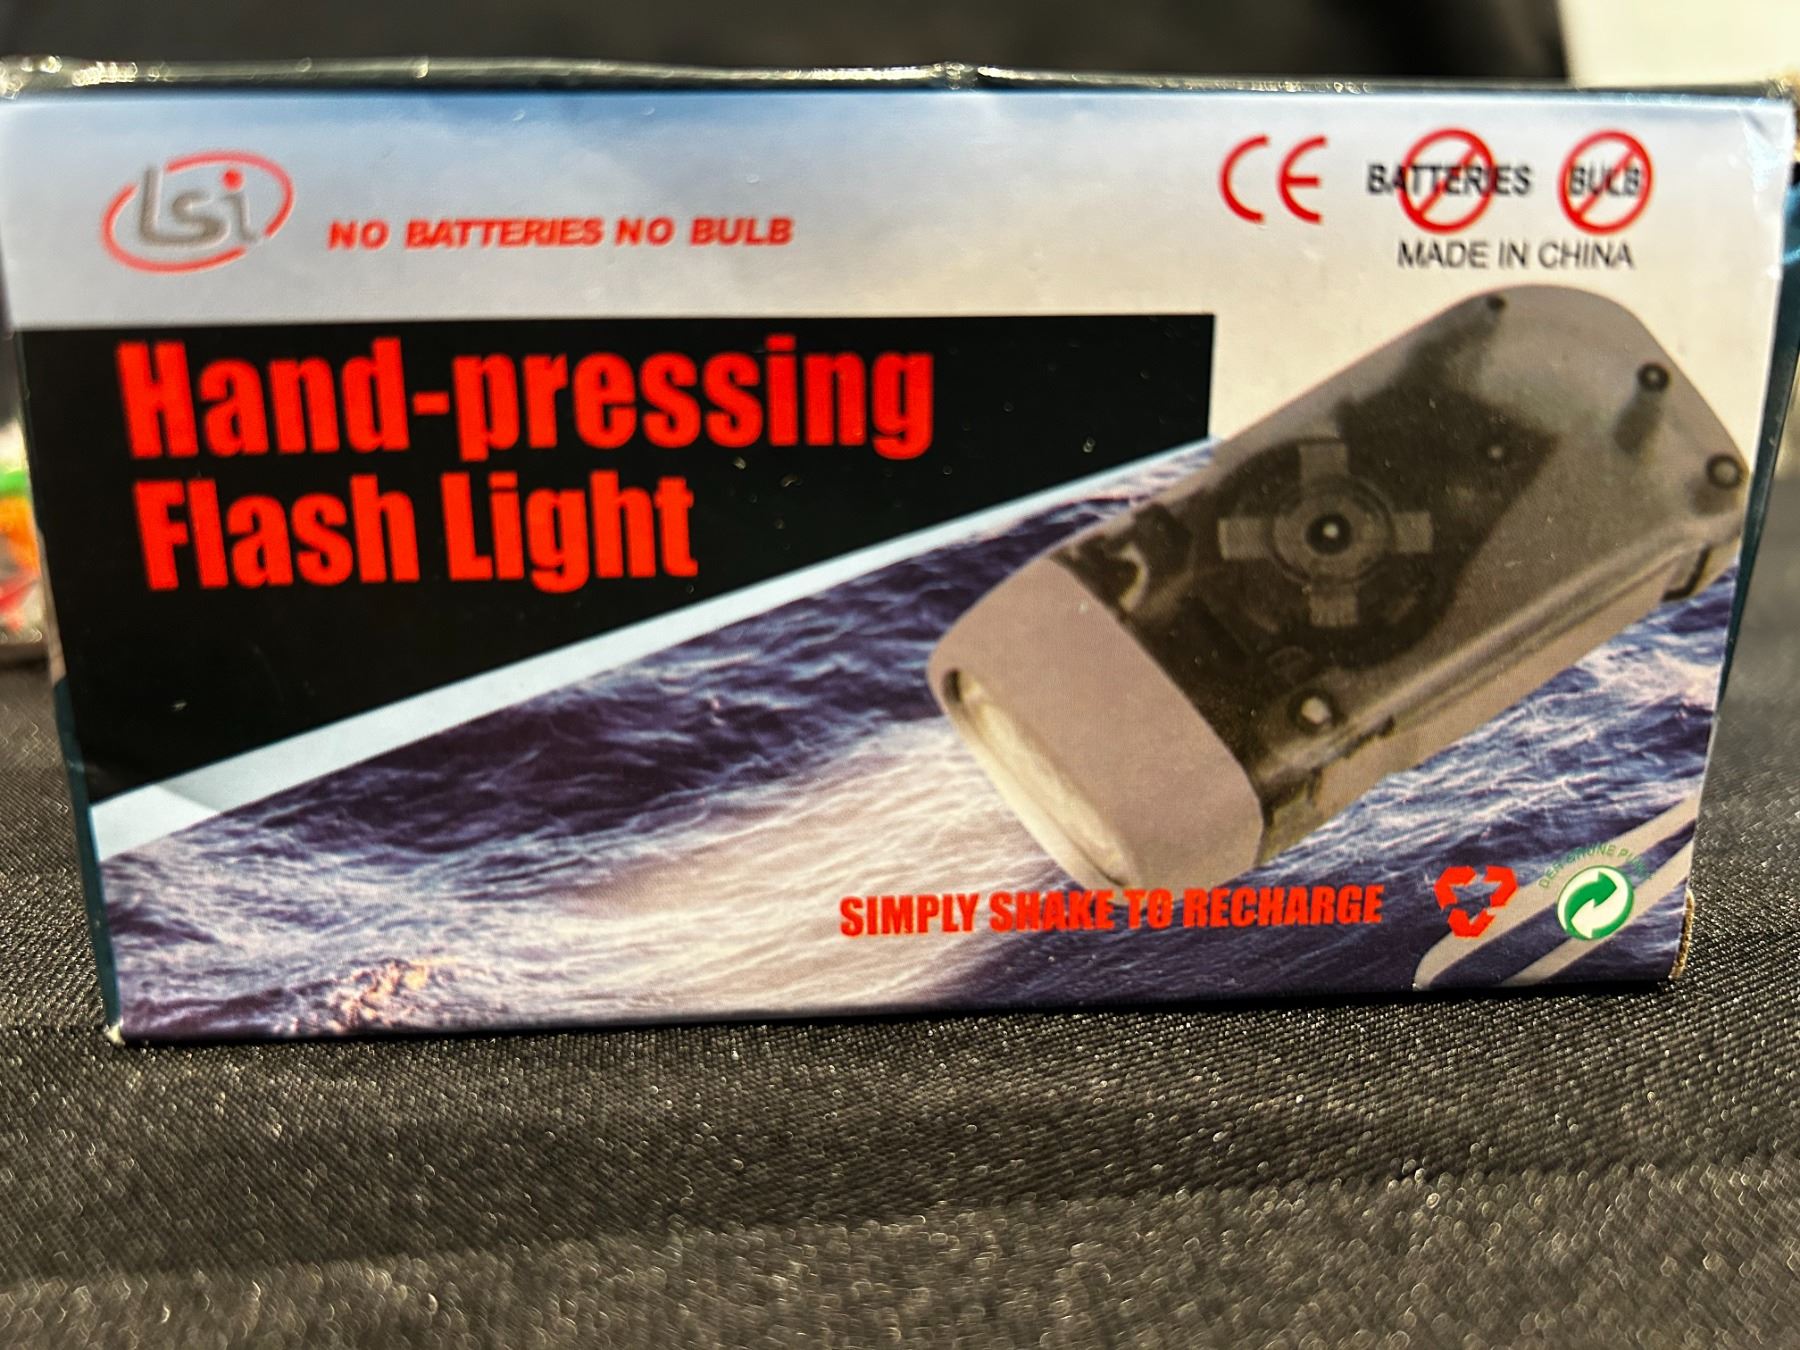 lsi
NO BATTERIES NO BULB
CE
BATTERIES
BULB
MADE IN CHINA
Hand-pressing
Flash Light
SIMPLY SHAKE TO RECHARGE